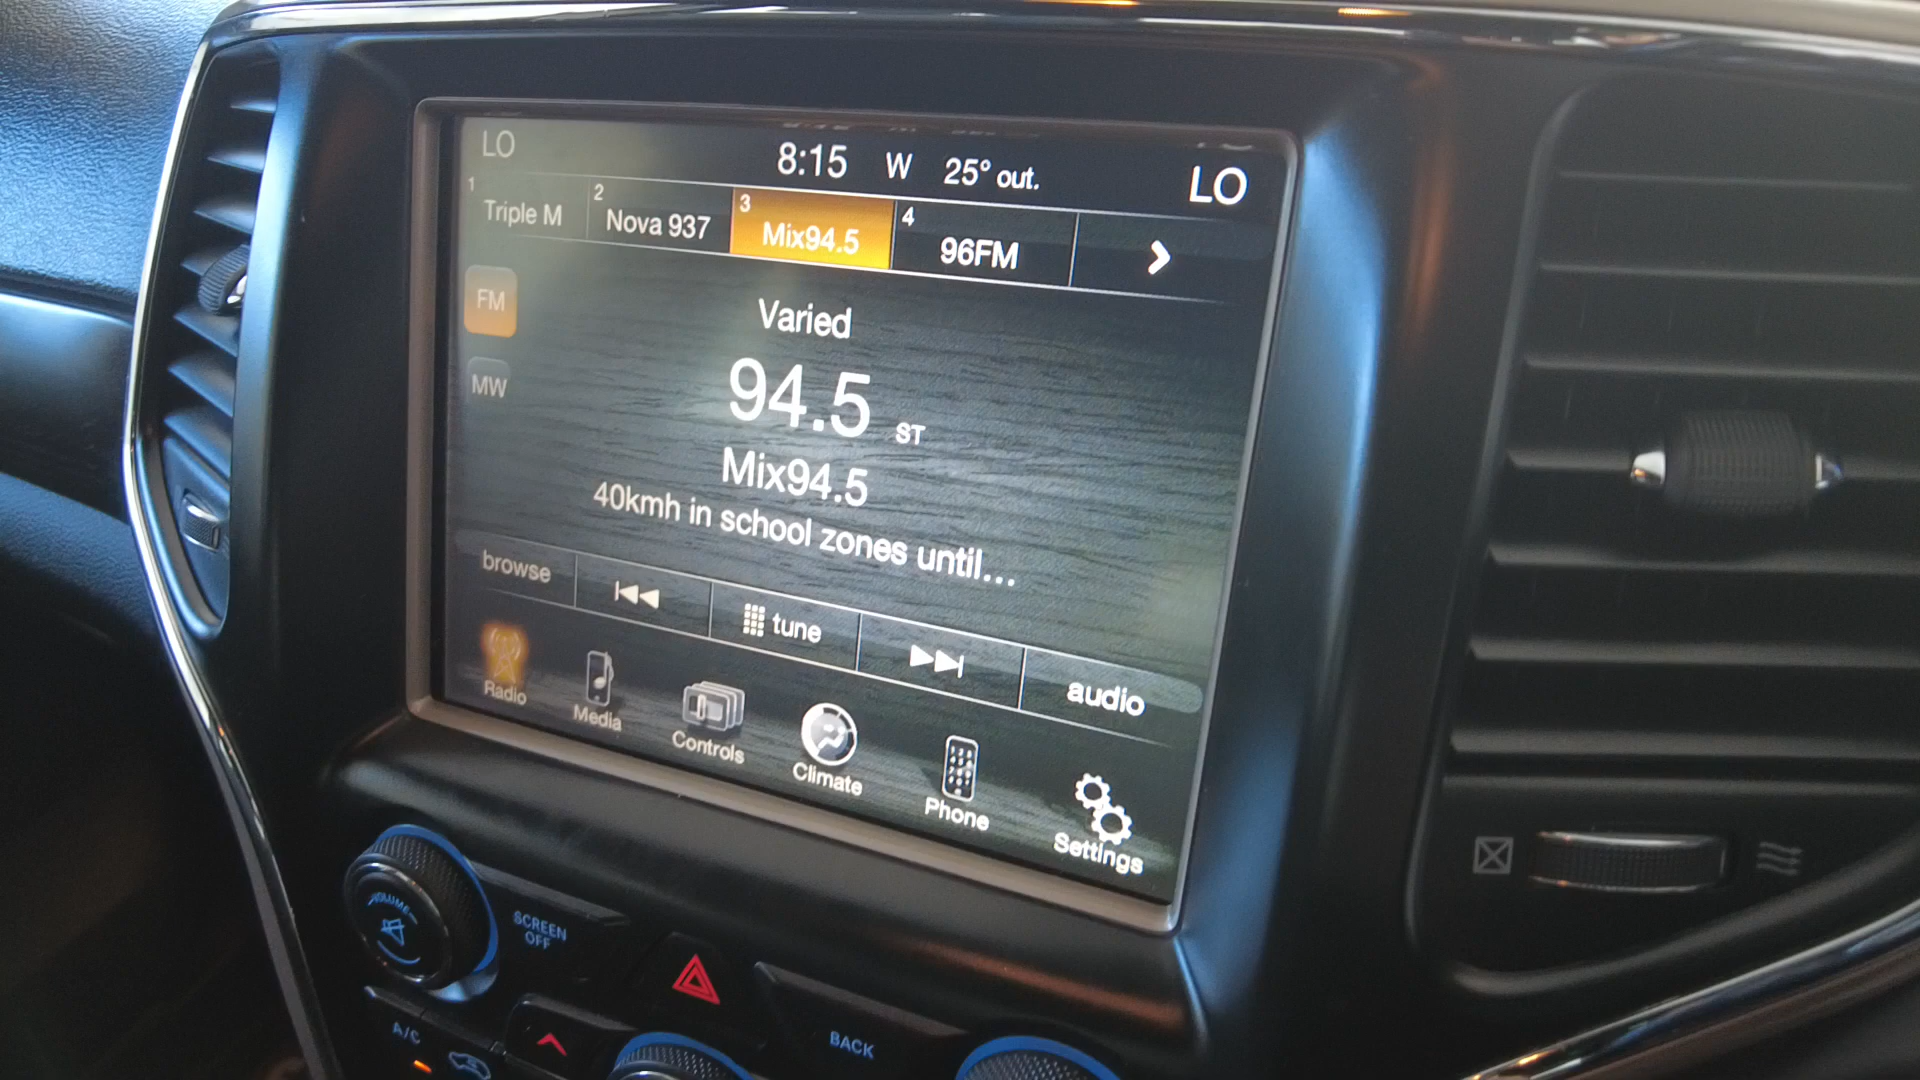 LO 8:15 W 25° out. LO
1 Triple M 2 Nova 937 3 Mix94.5 4 96FM
FM
MW
Varied
94.5 ST
Mix94.5
40kmh in school zones until...
browse tune audio
Radio Media Controls Climate Phone Settings
VOLUME
SCREEN
OFF
A/C
BACK